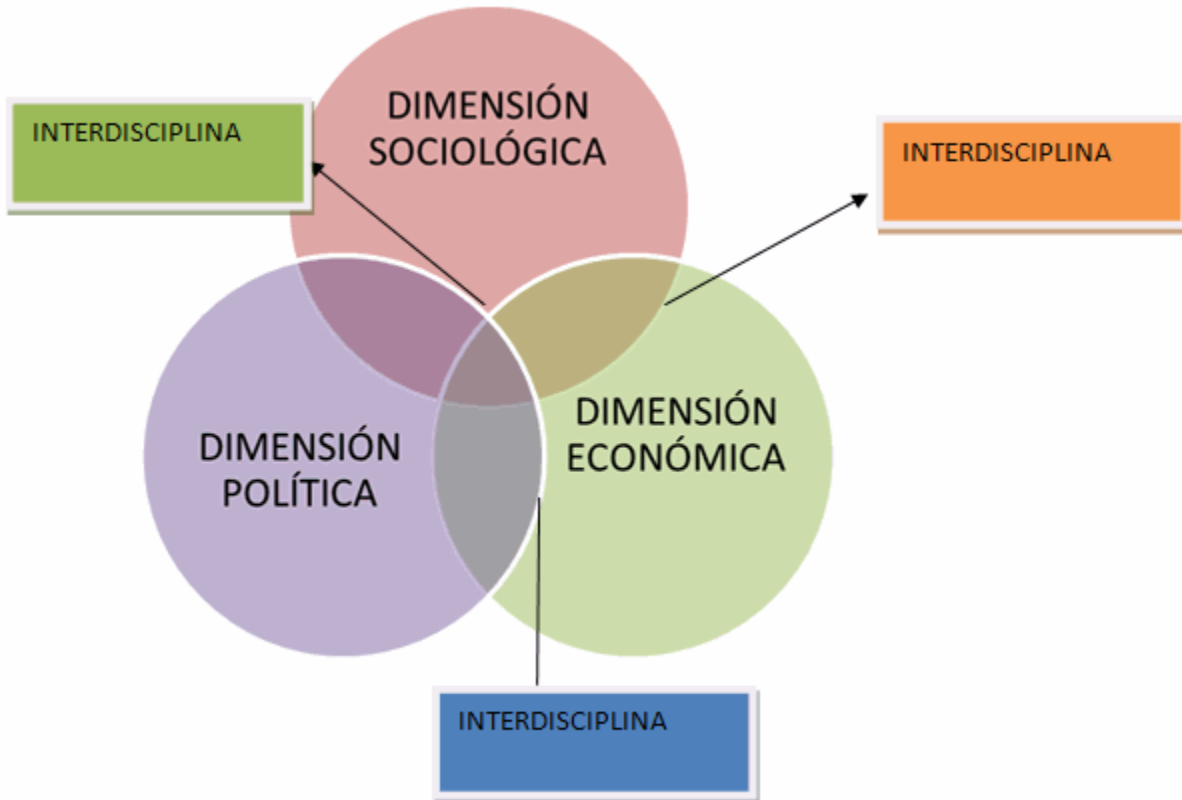 DIMENSIÓN
SOCIOLÓGICA
INTERDISCIPLINA
INTERDISCIPLINA
DIMENSIÓN
POLÍTICA
DIMENSIÓN
ECONÓMICA
INTERDISCIPLINA